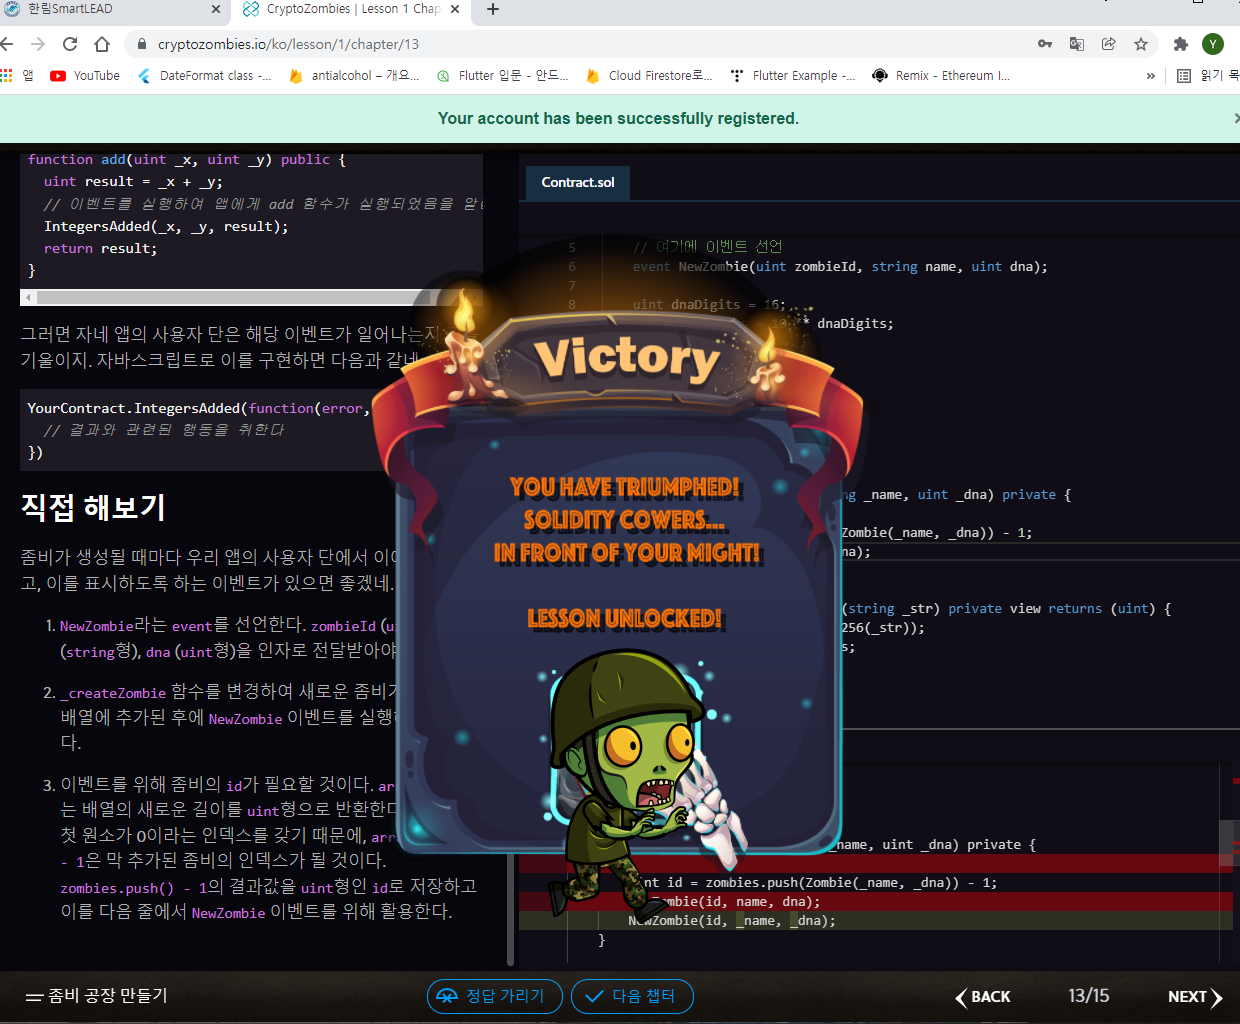 한림SmartLEAD
CryptoZombies | Lesson 1 Chap
cryptozombies.io/ko/lesson/1/chapter/13
Y
앱
YouTube
DateFormat class -...
antialcohol – 개요...
Flutter 입문 - 안드...
Cloud Firestore로...
Flutter Example -...
Remix - Ethereum I...
»
읽기 목
Your account has been successfully registered.
function add(uint _x, uint _y) public {
uint result = _x + _y;
// 이벤트를 실행하여 앱에게 add 함수가 실행되었음을 알
IntegersAdded(_x, _y, result);
return result;
}
그러면 자네 앱의 사용자 단은 해당 이벤트가 일어나는지
기울이지. 자바스크립트로 이를 구현하면 다음과 같네
YourContract.IntegersAdded(function(error,
// 결과와 관련된 행동을 취한다
})
직접 해보기
좀비가 생성될 때마다 우리 앱의 사용자 단에서 이에
고, 이를 표시하도록 하는 이벤트가 있으면 좋겠네.
1. NewZombie라는 event를 선언한다. zombieId (u
(string형), dna (uint형)을 인자로 전달받아야
2. _createZombie 함수를 변경하여 새로운 좀비가
배열에 추가된 후에 NewZombie 이벤트를 실행
다.
3. 이벤트를 위해 좀비의 id가 필요할 것이다. ar
는 배열의 새로운 길이를 uint형으로 반환한다
첫 원소가 0이라는 인덱스를 갖기 때문에, arr
- 1은 막 추가된 좀비의 인덱스가 될 것이다.
zombies.push() - 1의 결과값을 uint형인 id로 저장하고
이를 다음 줄에서 NewZombie 이벤트를 위해 활용한다.
Contract.sol
5 // 여기에 이벤트 선언
6 event NewZombie(uint zombieId, string name, uint dna);
7
8 uint dnaDigits = 16;
** dnaDigits;
Victory
YOU HAVE TRIUMPHED!
SOLIDITY COWERS...
IN FRONT OF YOUR MIGHT!
LESSON UNLOCKED!
g _name, uint _dna) private {
Zombie(_name, _dna)) - 1;
na);
(string _str) private view returns (uint) {
256(_str));
s;
_name, uint _dna) private {
nt id = zombies.push(Zombie(_name, _dna)) - 1;
Zombie(id, name, dna);
NewZombie(id, _name, _dna);
}
좀비 공장 만들기
정답 가리기
다음 챕터
BACK
13/15
NEXT